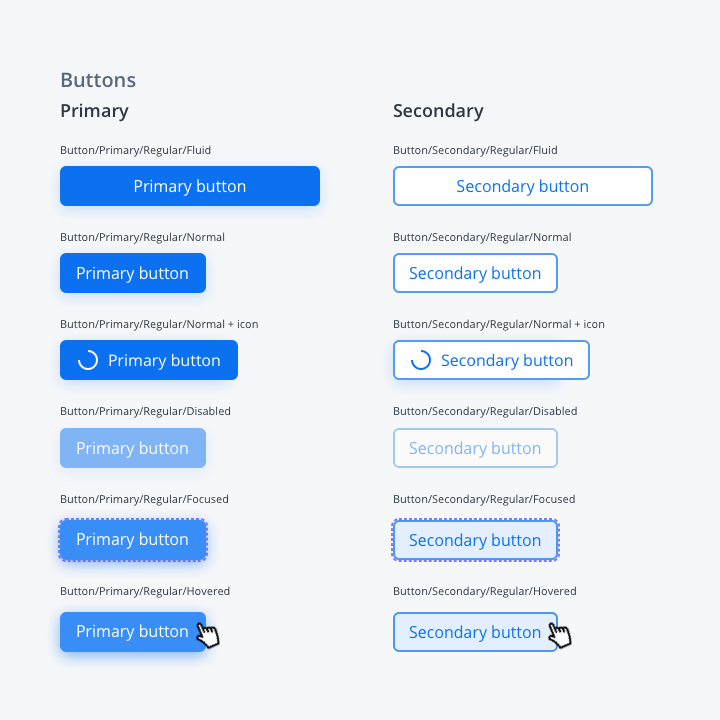 Buttons
Primary
Secondary
Button/Primary/Regular/Fluid
Button/Secondary/Regular/Fluid
Primary button
Secondary button
Button/Primary/Regular/Normal
Button/Secondary/Regular/Normal
Primary button
Secondary button
Button/Primary/Regular/Normal + icon
Button/Secondary/Regular/Normal + icon
Primary button
Secondary button
Button/Primary/Regular/Disabled
Button/Secondary/Regular/Disabled
Primary button
Secondary button
Button/Primary/Regular/Focused
Button/Secondary/Regular/Focused
Primary button
Secondary button
Button/Primary/Regular/Hovered
Button/Secondary/Regular/Hovered
Primary button
Secondary button